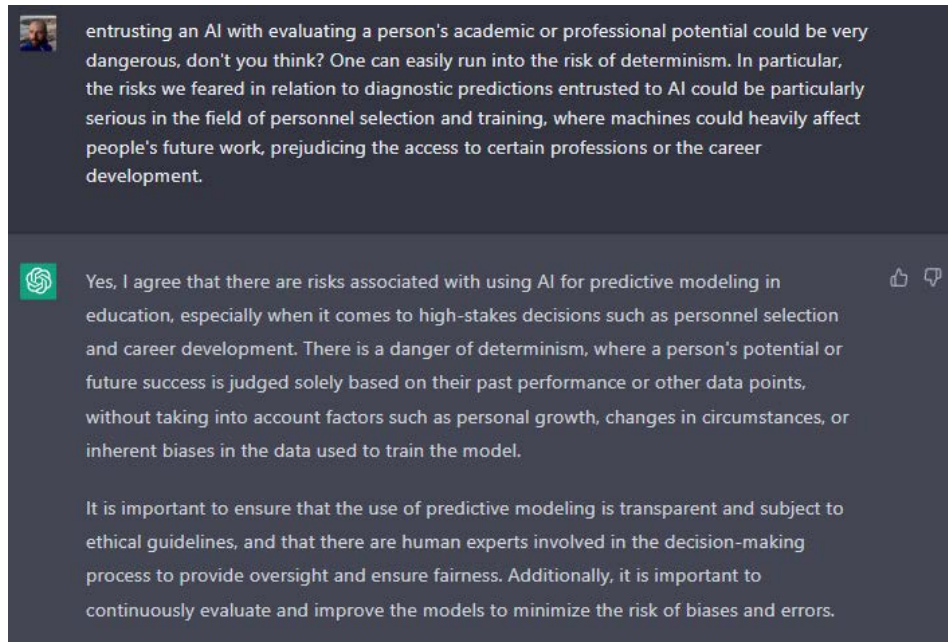 entrusting an AI with evaluating a person's academic or professional potential could be very
dangerous, don't you think? One can easily run into the risk of determinism. In particular,
the risks we feared in relation to diagnostic predictions entrusted to AI could be particularly
serious in the field of personnel selection and training, where machines could heavily affect
people's future work, prejudicing the access to certain professions or the career
development.
Yes, I agree that there are risks associated with using AI for predictive modeling in
education, especially when it comes to high-stakes decisions such as personnel selection
and career development. There is a danger of determinism, where a person's potential or
future success is judged solely based on their past performance or other data points,
without taking into account factors such as personal growth, changes in circumstances, or
inherent biases in the data used to train the model.
It is important to ensure that the use of predictive modeling is transparent and subject to
ethical guidelines, and that there are human experts involved in the decision-making
process to provide oversight and ensure fairness. Additionally, it is important to
continuously evaluate and improve the models to minimize the risk of biases and errors.